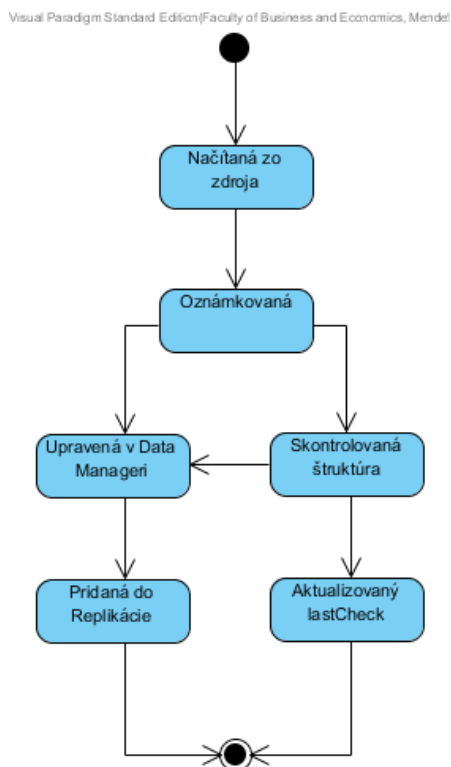 Visual Paradigm Standard Edition(Faculty of Business and Economics, Mendel
Načítaná zo
zdroja
Oznámkovaná
Upravená v Data
Manageri
Skontrolovaná
štruktúra
Pridaná do
Replikácie
Aktualizovaný
lastCheck